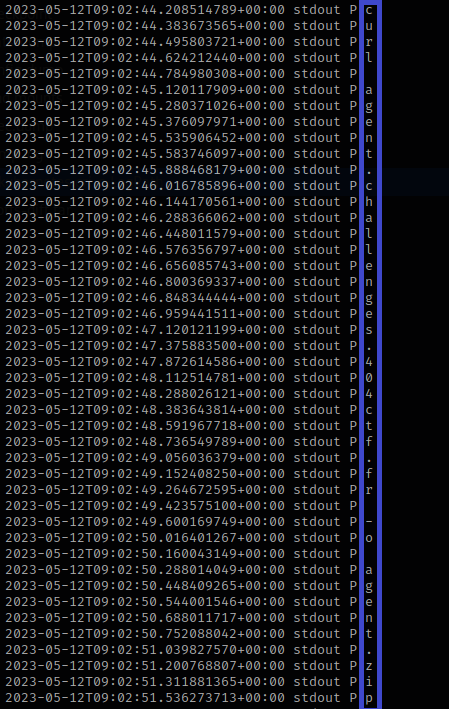 2023-05-12T09:02:44.208514789+00:00 stdout P c
2023-05-12T09:02:44.383673565+00:00 stdout P u
2023-05-12T09:02:44.495803721+00:00 stdout P r
2023-05-12T09:02:44.624212440+00:00 stdout P l
2023-05-12T09:02:44.784980308+00:00 stdout P
2023-05-12T09:02:45.120117909+00:00 stdout P a
2023-05-12T09:02:45.280371026+00:00 stdout P g
2023-05-12T09:02:45.376097971+00:00 stdout P e
2023-05-12T09:02:45.535906452+00:00 stdout P n
2023-05-12T09:02:45.583746097+00:00 stdout P t
2023-05-12T09:02:45.888468179+00:00 stdout P .
2023-05-12T09:02:46.016785896+00:00 stdout P c
2023-05-12T09:02:46.144170561+00:00 stdout P h
2023-05-12T09:02:46.288366062+00:00 stdout P a
2023-05-12T09:02:46.448011579+00:00 stdout P l
2023-05-12T09:02:46.576356797+00:00 stdout P l
2023-05-12T09:02:46.656085743+00:00 stdout P e
2023-05-12T09:02:46.800369337+00:00 stdout P n
2023-05-12T09:02:46.848344444+00:00 stdout P g
2023-05-12T09:02:46.959441511+00:00 stdout P e
2023-05-12T09:02:47.120121199+00:00 stdout P s
2023-05-12T09:02:47.375883500+00:00 stdout P .
2023-05-12T09:02:47.872614586+00:00 stdout P 4
2023-05-12T09:02:48.112514781+00:00 stdout P 0
2023-05-12T09:02:48.288026121+00:00 stdout P 4
2023-05-12T09:02:48.383643814+00:00 stdout P c
2023-05-12T09:02:48.591967718+00:00 stdout P t
2023-05-12T09:02:48.736549789+00:00 stdout P f
2023-05-12T09:02:49.056036379+00:00 stdout P .
2023-05-12T09:02:49.152408250+00:00 stdout P f
2023-05-12T09:02:49.264672595+00:00 stdout P r
2023-05-12T09:02:49.423575100+00:00 stdout P
2023-05-12T09:02:49.600169749+00:00 stdout P -
2023-05-12T09:02:50.016401267+00:00 stdout P o
2023-05-12T09:02:50.160043149+00:00 stdout P
2023-05-12T09:02:50.288014049+00:00 stdout P a
2023-05-12T09:02:50.448409265+00:00 stdout P g
2023-05-12T09:02:50.544001546+00:00 stdout P e
2023-05-12T09:02:50.688011717+00:00 stdout P n
2023-05-12T09:02:50.752088042+00:00 stdout P t
2023-05-12T09:02:51.039827570+00:00 stdout P .
2023-05-12T09:02:51.200768807+00:00 stdout P z
2023-05-12T09:02:51.311881365+00:00 stdout P i
2023-05-12T09:02:51.536273713+00:00 stdout P p